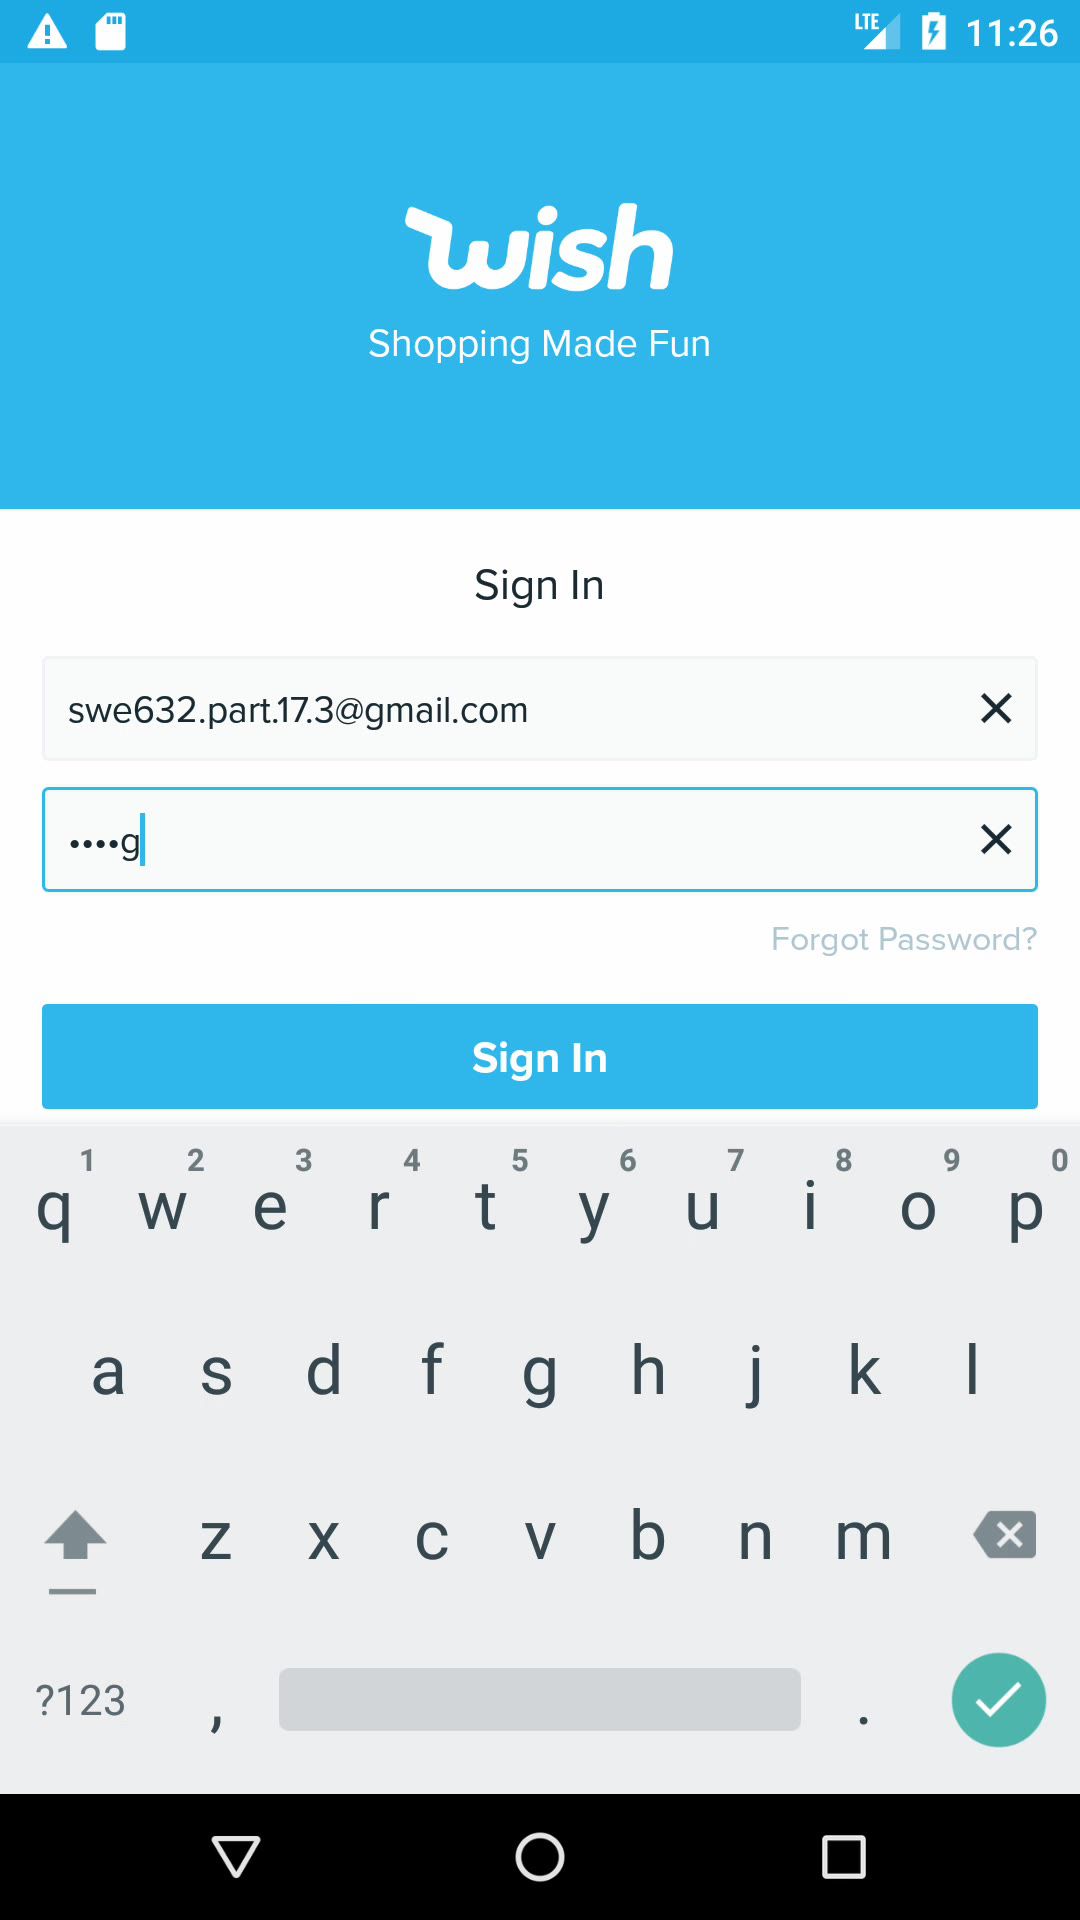 LTE 11:26
wish
Shopping Made Fun
Sign In
swe632.part.17.3@gmail.com
••••g
Forgot Password?
Sign In
1 2 3 4 5 6 7 8 9 0
q w e r t y u i o p
a s d f g h j k l
z x c v b n m
?123 , .